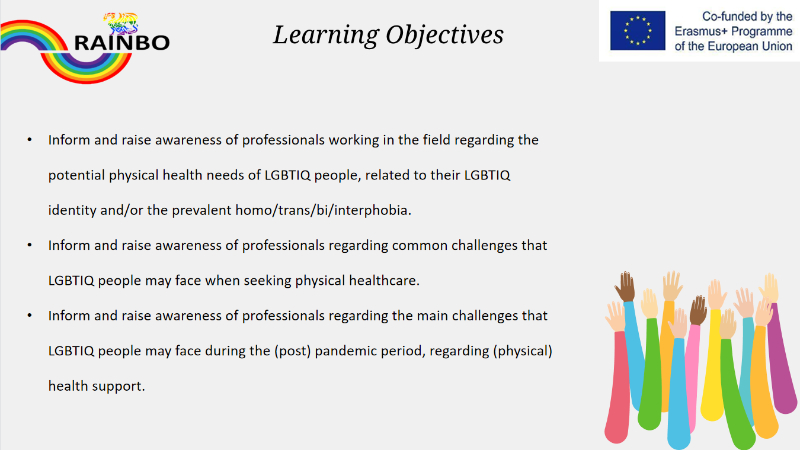 RAINBO
Learning Objectives
Co-funded by the
Erasmus+ Programme
of the European Union
• Inform and raise awareness of professionals working in the field regarding the
potential physical health needs of LGBTIQ people, related to their LGBTIQ
identity and/or the prevalent homo/trans/bi/interphobia.
• Inform and raise awareness of professionals regarding common challenges that
LGBTIQ people may face when seeking physical healthcare.
• Inform and raise awareness of professionals regarding the main challenges that
LGBTIQ people may face during the (post) pandemic period, regarding (physical)
health support.